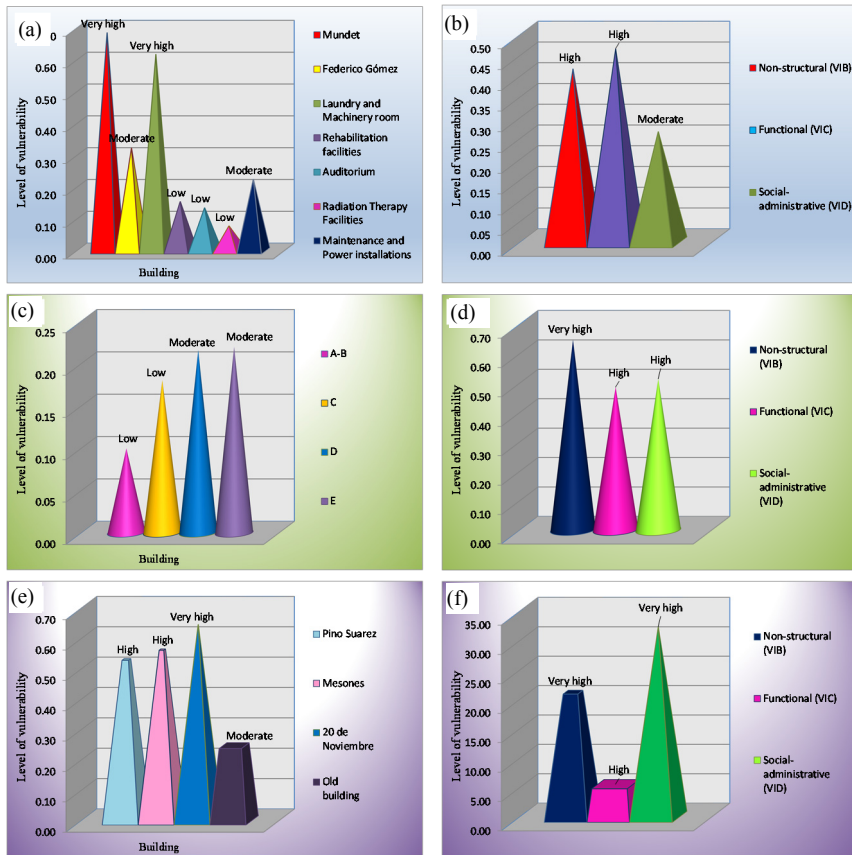 (a)
Level of vulnerability
0
0.60
0.50
0.40
0.30
0.20
0.10
0.00
Very high
Moderate
Very high
Low
Low
Low
Moderate
Building
Mundet
Federico Gómez
Laundry and
Machinery room
Rehabilitation
facilities
Auditorium
Radiation Therapy
Facilities
Maintenance and
Power installations
(b)
Level of vulnerability
0.50
0.45
0.40
0.35
0.30
0.25
0.20
0.15
0.10
0.05
0.00
High
High
Moderate
Non-structural (VIB)
Functional (VIC)
Social-
administrative (VID)
(c)
Level of vulnerability
0.25
0.20
0.15
0.10
0.05
0.00
Low
Low
Moderate
Moderate
Building
A-B
C
D
E
(d)
Level of vulnerability
0.70
0.60
0.50
0.40
0.30
0.20
0.10
0.00
Very high
High
High
Non-structural
(VIB)
Functional (VIC)
Social-
administrative
(VID)
(e)
Level of vulnerability
0.70
0.60
0.50
0.40
0.30
0.20
0.10
0.00
High
High
Very high
Moderate
Building
Pino Suarez
Mesones
20 de
Noviembre
Old
building
(f)
Level of vulnerability
35.00
30.00
25.00
20.00
15.00
10.00
5.00
0.00
Very high
High
Very high
Non-structural
(VIB)
Functional (VIC)
Social-
administrative
(VID)